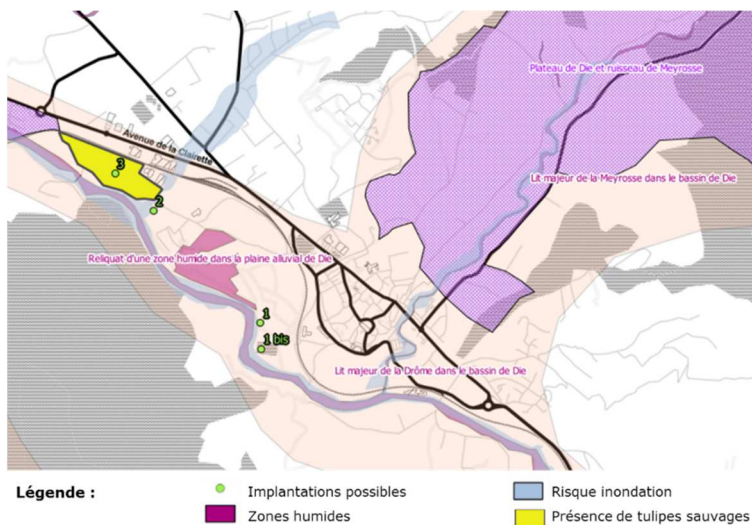 Plateau de Die et ruisseau de Meyrosse
Avenue de la Clairette
3
Lit majeur de la Meyrosse dans le bassin de Die
2
Reliquat d'une zone humide dans la plaine alluvial de Die
1
1 bis
Lit majeur de la Drôme dans le bassin de Die
Légende :
Implantations possibles
Risque inondation
Zones humides
Présence de tulipes sauvages